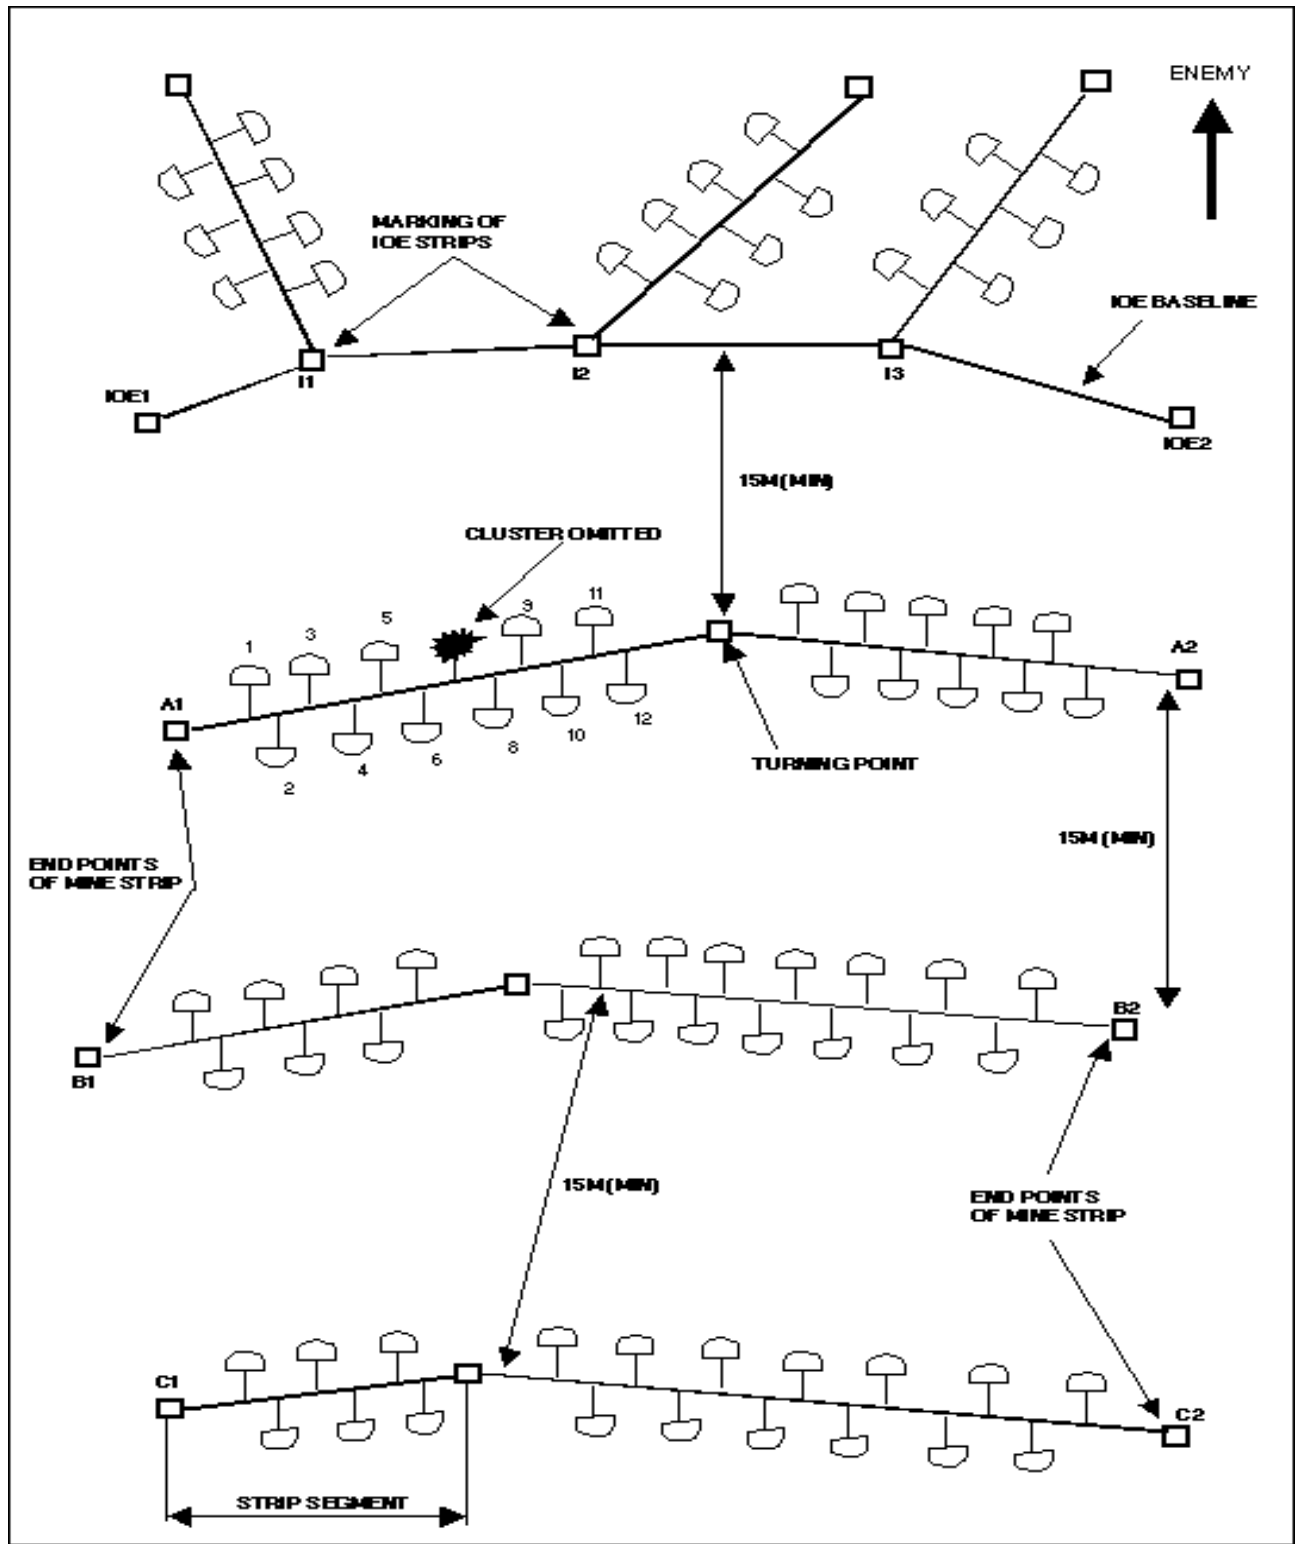 ENEMY
MARKING OF
IOE STRIPS
IOE BASELINE
I1
I2
I3
IOE1
IOE2
15M(MIN)
CLUSTER OMITTED
1
3
5
9
11
A1
A2
2
4
6
8
10
12
TURNING POINT
15M (MIN)
END POINTS
OF MINE STRIP
B1
B2
15M(MIN)
END POINTS
OF MINE STRIP
C1
C2
STRIP SEGMENT